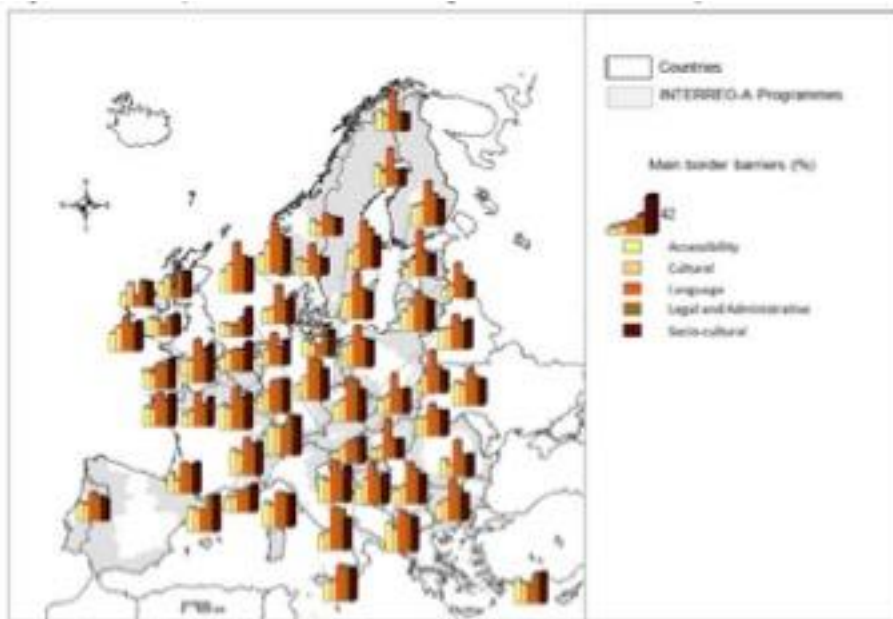 Countries
INTERREG-A Programmes
Main border barriers (%)
42
Accessibility
Cultural
Language
Legal and Administrative
Socio-cultural